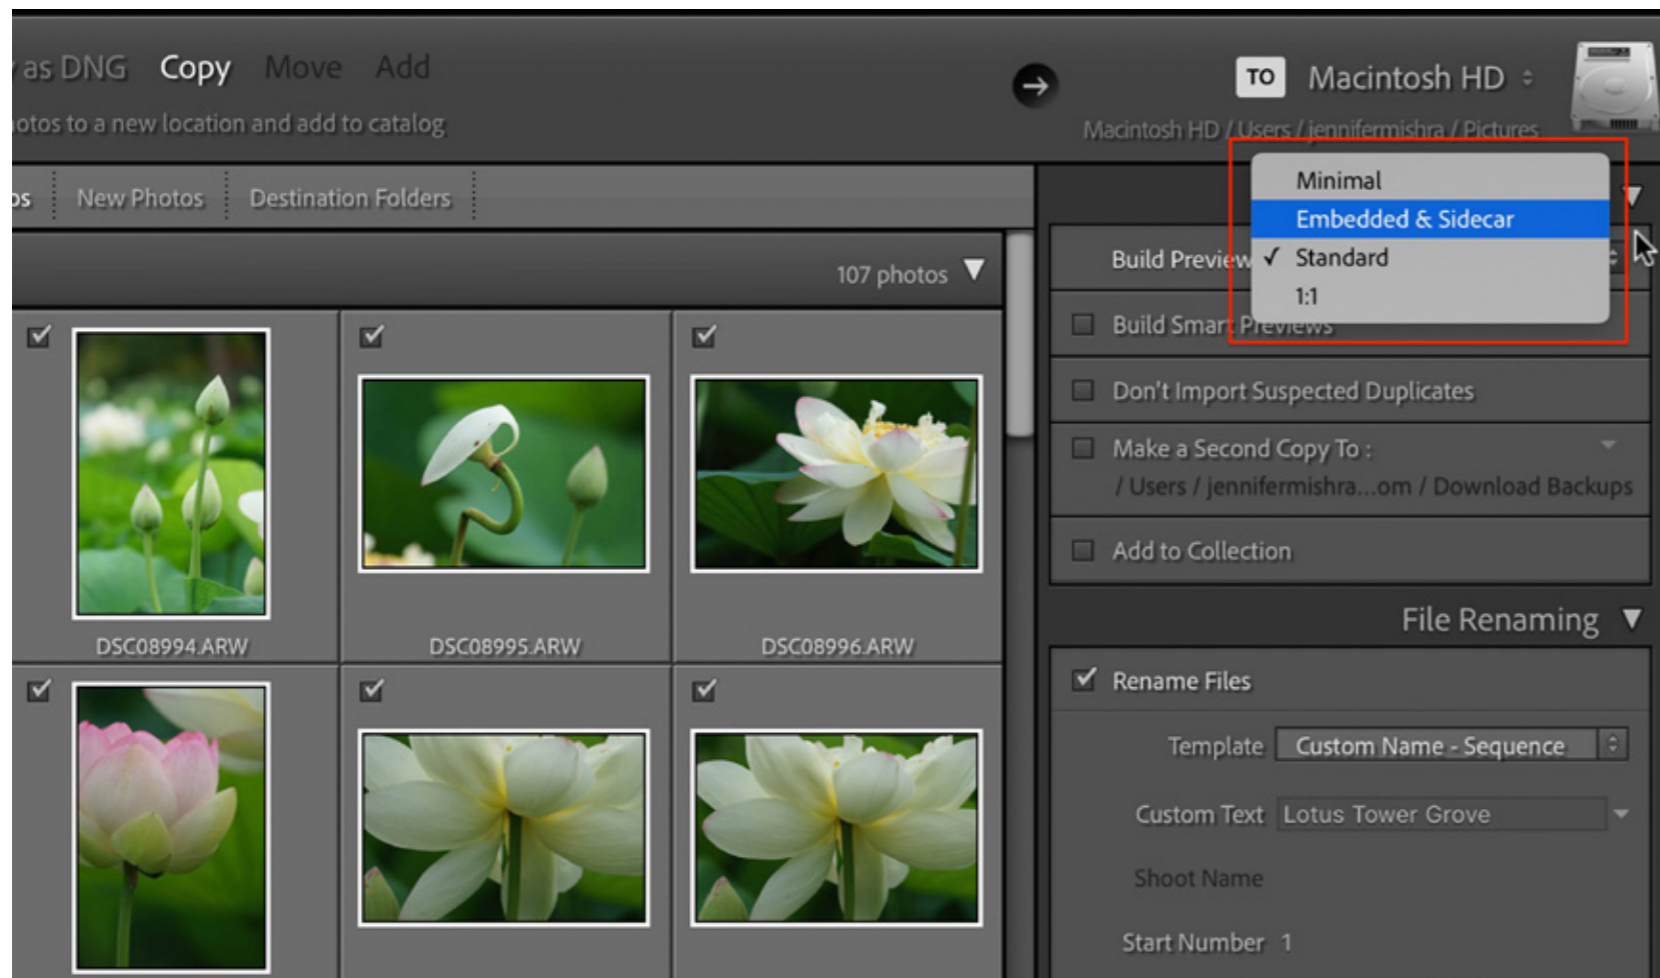 as DNG Copy Move Add
otos to a new location and add to catalog
TO Macintosh HD
Macintosh HD / Users / jennifermishra / Pictures
New Photos Destination Folders
107 photos
Minimal
Embedded & Sidecar
Build Preview ✓ Standard
1:1
Build Smart Previews
Don't Import Suspected Duplicates
Make a Second Copy To :
/ Users / jennifermishra...om / Download Backups
Add to Collection
DSC08994.ARW DSC08995.ARW DSC08996.ARW
File Renaming
Rename Files
Template Custom Name - Sequence
Custom Text Lotus Tower Grove
Shoot Name
Start Number 1